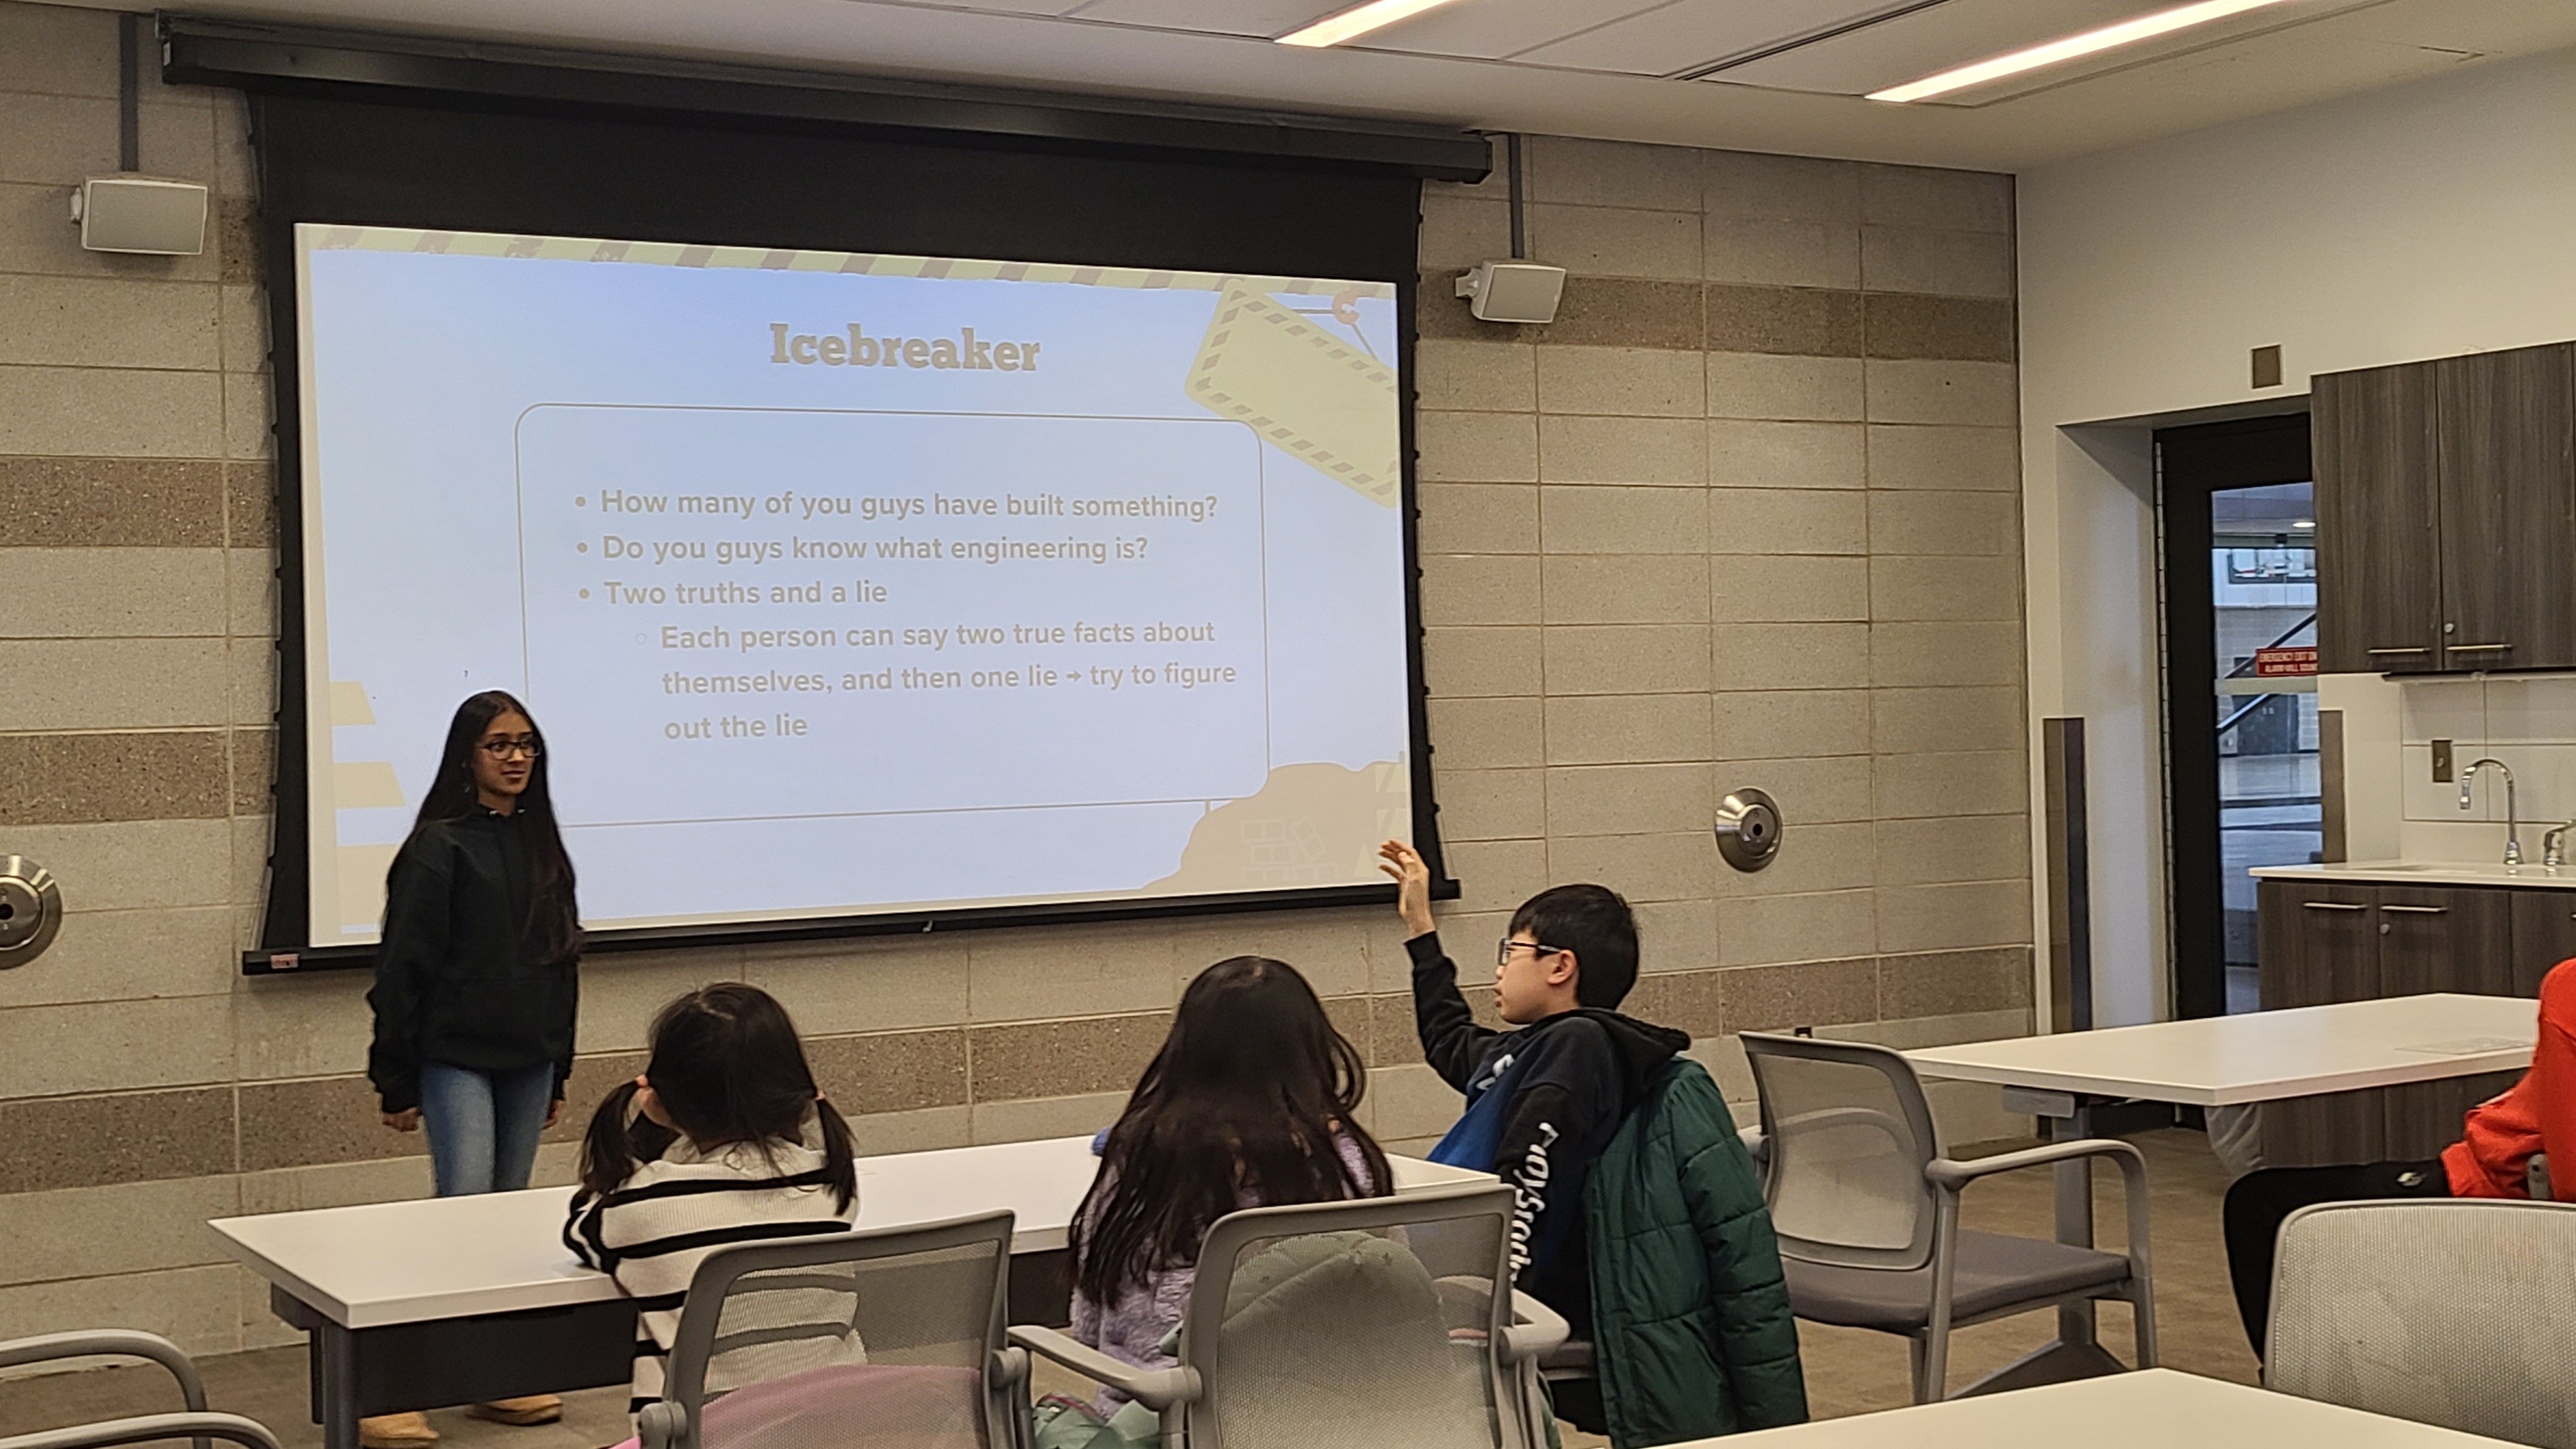 Icebreaker
• How many of you guys have built something?
• Do you guys know what engineering is?
• Two truths and a lie
○ Each person can say two true facts about
themselves, and then one lie → try to figure
out the lie
PlayStation